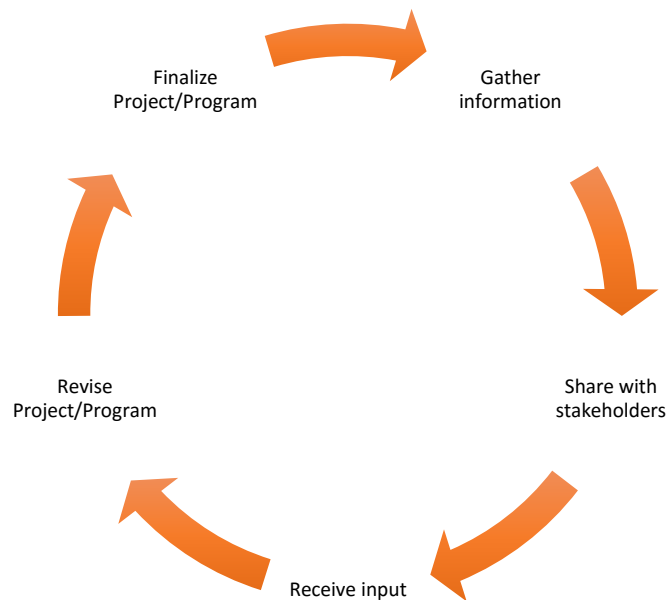 Finalize
Project/Program
Gather
information
Share with
stakeholders
Receive input
Revise
Project/Program